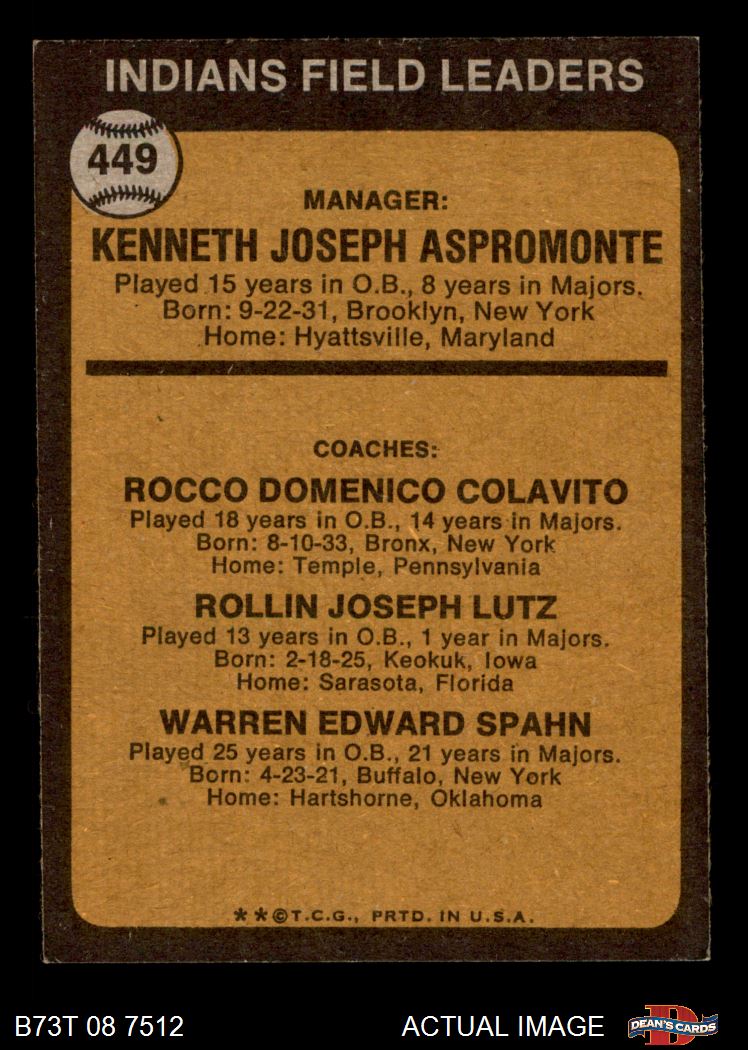 INDIANS FIELD LEADERS
449
MANAGER:
KENNETH JOSEPH ASPROMONTE
Played 15 years in O.B., 8 years in Majors.
Born: 9-22-31, Brooklyn, New York
Home: Hyattsville, Maryland
COACHES:
ROCCO DOMENICO COLAVITO
Played 18 years in O.B., 14 years in Majors.
Born: 8-10-33, Bronx, New York
Home: Temple, Pennsylvania
ROLLIN JOSEPH LUTZ
Played 13 years in O.B., 1 year in Majors.
Born: 2-18-25, Keokuk, Iowa
Home: Sarasota, Florida
WARREN EDWARD SPAHN
Played 25 years in O.B., 21 years in Majors.
Born: 4-23-21, Buffalo, New York
Home: Hartshorne, Oklahoma
**©T.C.G., PRTD. IN U.S.A.
B73T 08 7512 ACTUAL IMAGE
D DEAN'S CARDS